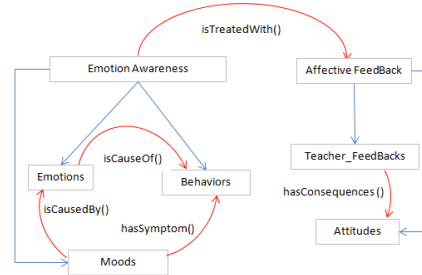 isTreatedWith()
Emotion Awareness
Affective FeedBack
isCauseOf()
Teacher_FeedBacks
Emotions
Behaviors
hasConsequences()
isCausedBy()
hasSymptom()
Attitudes
Moods